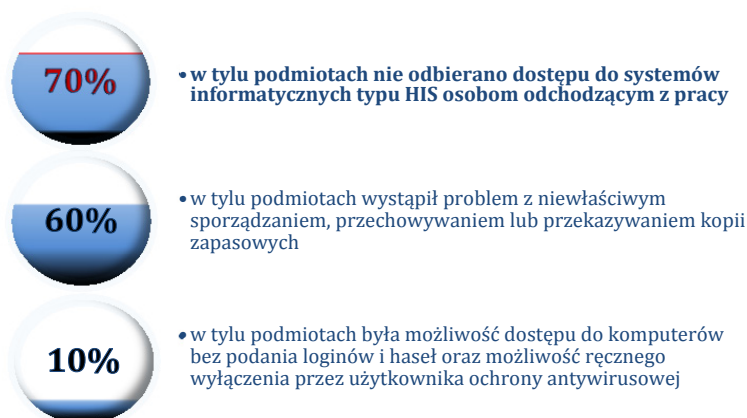 70%
• w tylu podmiotach nie odbierano dostępu do systemów
informatycznych typu HIS osobom odchodzącym z pracy
60%
• w tylu podmiotach wystąpił problem z niewłaściwym
sporządzaniem, przechowywaniem lub przekazywaniem kopii
zapasowych
10%
• w tylu podmiotach była możliwość dostępu do komputerów
bez podania loginów i haseł oraz możliwość ręcznego
wyłączenia przez użytkownika ochrony antywirusowej